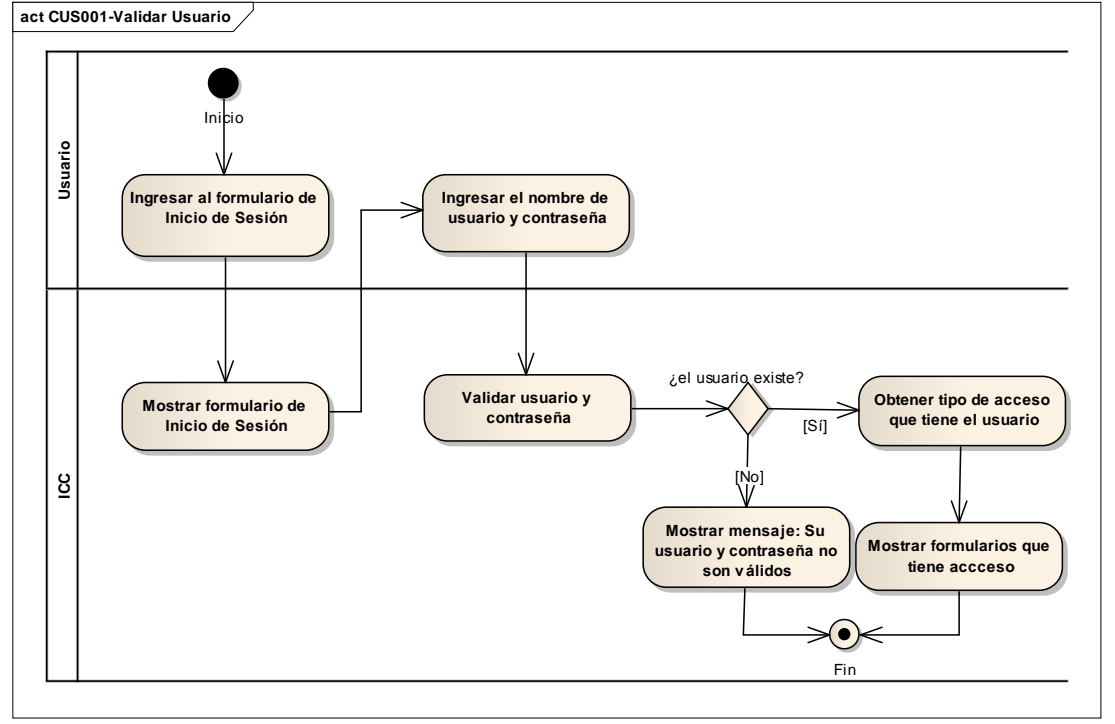 act CUS001-Validar Usuario
Usuario
Inicio
Ingresar al formulario de
Inicio de Sesión
Ingresar el nombre de
usuario y contraseña
ICC
Mostrar formulario de
Inicio de Sesión
Validar usuario y
contraseña
¿el usuario existe?
[Sí]
Obtener tipo de acceso
que tiene el usuario
[No]
Mostrar mensaje: Su
usuario y contraseña no
son válidos
Mostrar formularios que
tiene accceso
Fin